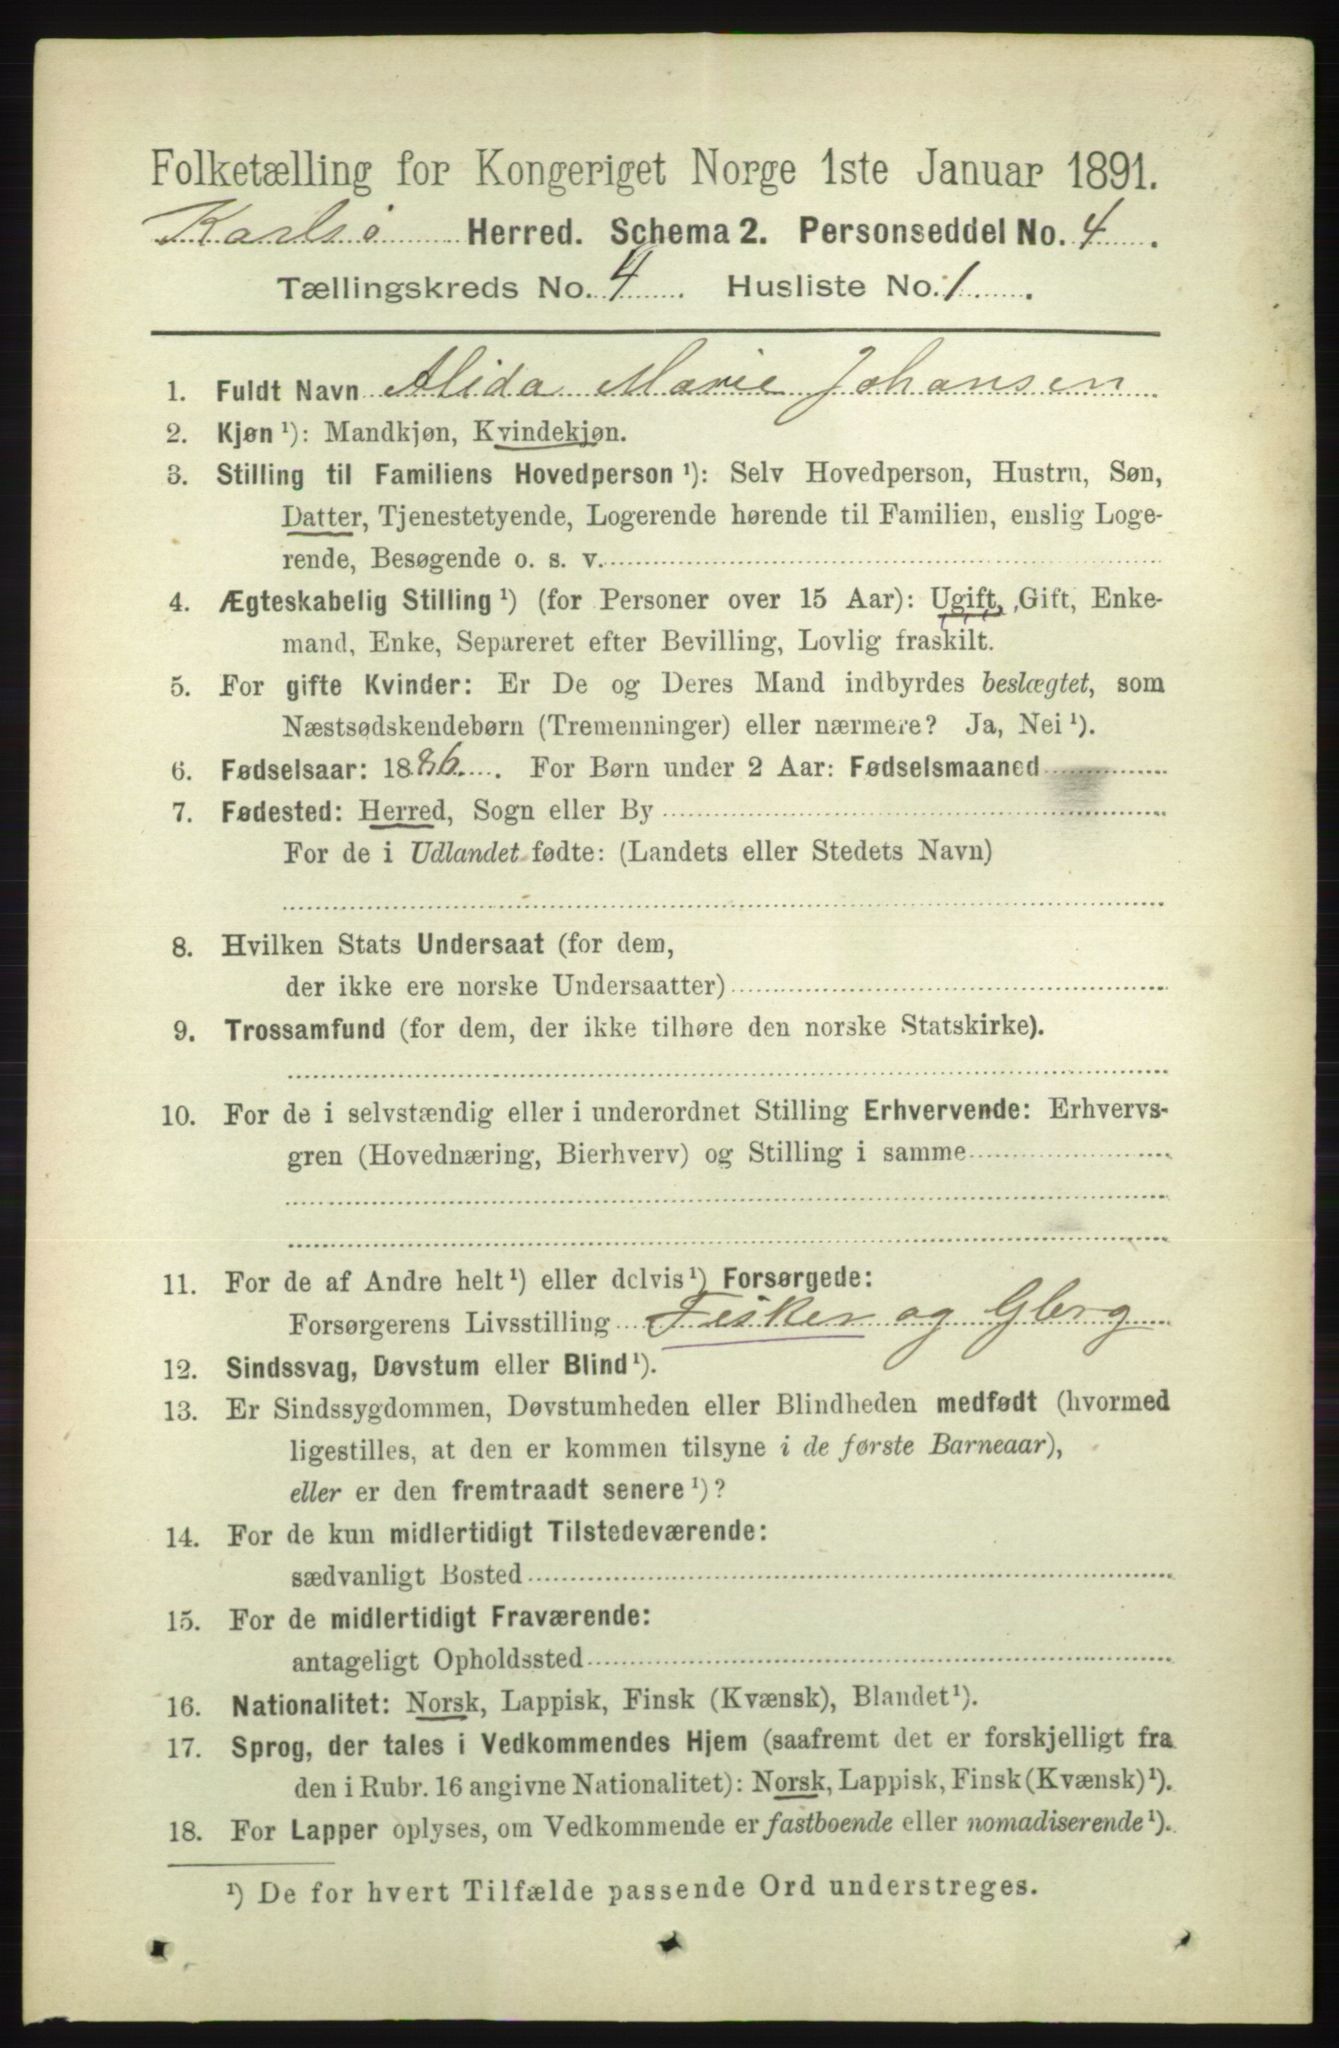 Folketælling for Kongeriget Norge 1ste Januar 1891.
Karlsø Herred. Schema 2. Personseddel No. 4.
Tællingskreds No. 4. Husliste No. 1.
1. Fuldt Navn Alida Marie Johansen
2. Kjøn ¹): Mandkjøn, Kvindekjøn.
3. Stilling til Familiens Hovedperson ¹): Selv Hovedperson, Hustru, Søn,
Datter, Tjenestetyende, Logerende hørende til Familien, enslig Loge-
rende, Besøgende o. s. v.
4. Ægteskabelig Stilling ¹) (for Personer over 15 Aar): Ugift, Gift, Enke-
mand, Enke, Separeret efter Bevilling, Lovlig fraskilt.
5. For gifte Kvinder: Er De og Deres Mand indbyrdes beslægtet, som
Næstsødskendebørn (Tremenninger) eller nærmere? Ja, Nei ¹).
6. Fødselsaar: 1886. For Børn under 2 Aar: Fødselsmaaned
7. Fødested: Herred, Sogn eller By
For de i Udlandet fødte: (Landets eller Stedets Navn)
8. Hvilken Stats Undersaat (for dem,
der ikke ere norske Undersaatter)
9. Trossamfund (for dem, der ikke tilhøre den norske Statskirke).
10. For de i selvstændig eller i underordnet Stilling Erhvervende: Erhvervs-
gren (Hovednæring, Bierhverv) og Stilling i samme
11. For de af Andre helt ¹) eller delvis ¹) Forsørgede:
Forsørgerens Livsstilling Fisker og Gbrg
12. Sindssvag, Døvstum eller Blind ¹).
13. Er Sindssygdommen, Døvstumheden eller Blindheden medfødt (hvormed
ligestilles, at den er kommen tilsyne i de første Barneaar),
eller er den fremtraadt senere ¹)?
14. For de kun midlertidigt Tilstedeværende:
sædvanligt Bosted
15. For de midlertidigt Fraværende:
antageligt Opholdssted
16. Nationalitet: Norsk, Lappisk, Finsk (Kvænsk), Blandet ¹).
17. Sprog, der tales i Vedkommendes Hjem (saafremt det er forskjelligt fra
den i Rubr. 16 angivne Nationalitet): Norsk, Lappisk, Finsk (Kvænsk) ¹).
18. For Lapper oplyses, om Vedkommende er fastboende eller nomadiserende ¹).
¹) De for hvert Tilfælde passende Ord understreges.